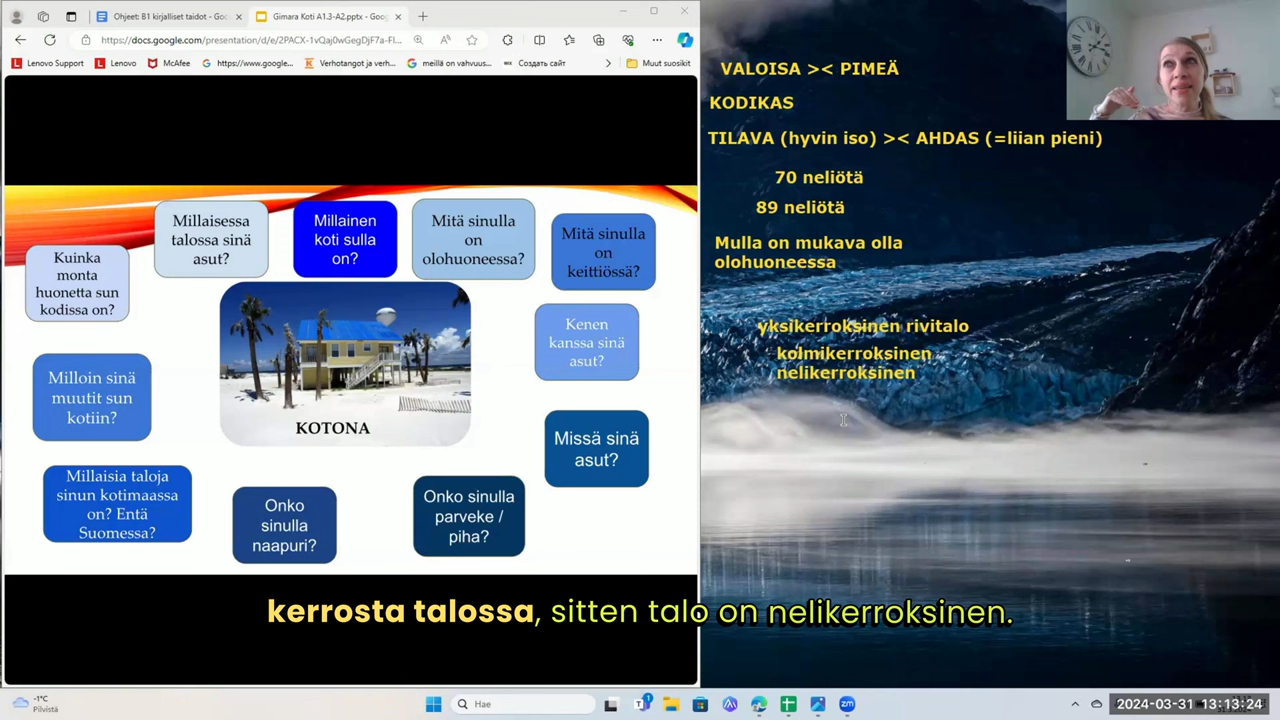 Ohjeet: B1 kirjalliset taidot - Goo
Gimara Koti A1.3-A2.pptx - Goo
https://docs.google.com/presentation/d/e/2PACX-1vQaj0wGegDjF7a-Fl...
Lenovo Support
Lenovo
McAfee
https://www.google...
Verhotangot ja verh...
meillä on vahvuus...
Создать сайт
Muut suosikit
Millaisessa
talossa sinä
asut?
Millainen
koti sulla
on?
Mitä sinulla
on
olohuoneessa?
Mitä sinulla
on
keittiössä?
Kuinka
monta
huonetta sun
kodissa on?
Kenen
kanssa sinä
asut?
Milloin sinä
muutit sun
kotiin?
KOTONA
Missä sinä
asut?
Millaisia taloja
sinun kotimaassa
on? Entä
Suomessa?
Onko
sinulla
naapuri?
Onko sinulla
parveke /
piha?
VALOISA >< PIMEÄ
KODIKAS
TILAVA (hyvin iso) >< AHDAS (=liian pieni)
70 neliötä
89 neliötä
Mulla on mukava olla
olohuoneessa
yksikerroksinen rivitalo
kolmikerroksinen
nelikerroksinen
kerrosta talossa, sitten talo on nelikerroksinen.
-1°C
Pilvistä
Hae
2024-03-31 13:13:24